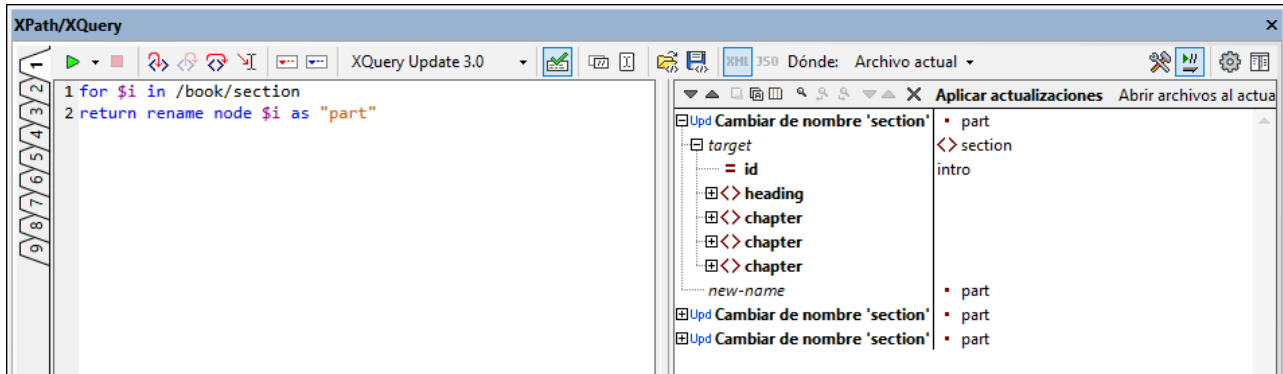 XPath/XQuery
XQuery Update 3.0
XML JSO Dónde: Archivo actual
1 2 3 4 5 6 7 8 9
1 for $i in /book/section
2 return rename node $i as "part"
Aplicar actualizaciones Abrir archivos al actua
Upd Cambiar de nombre 'section' part
target <> section
= id intro
<> heading
<> chapter
<> chapter
<> chapter
new-name part
Upd Cambiar de nombre 'section' part
Upd Cambiar de nombre 'section' part